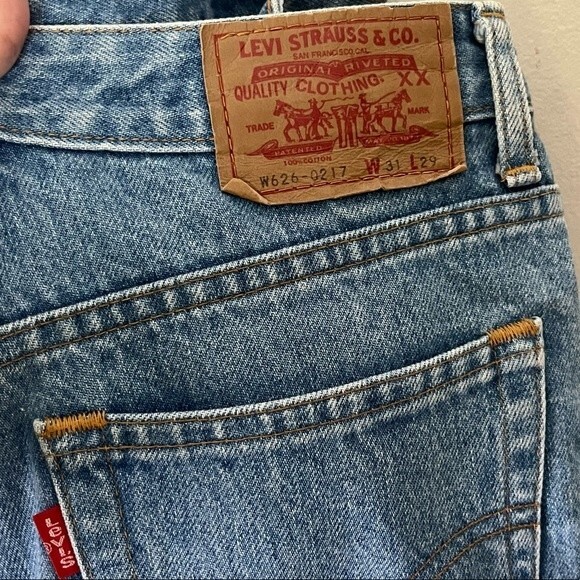 LEVI STRAUSS & CO.
SAN FRANCISCO CAL.
ORIGINAL RIVETED
QUALITY CLOTHING. XX
TRADE MARK
PATENTED
100% COTTON
W626-0217 W 31 L 29
® LEVI'S